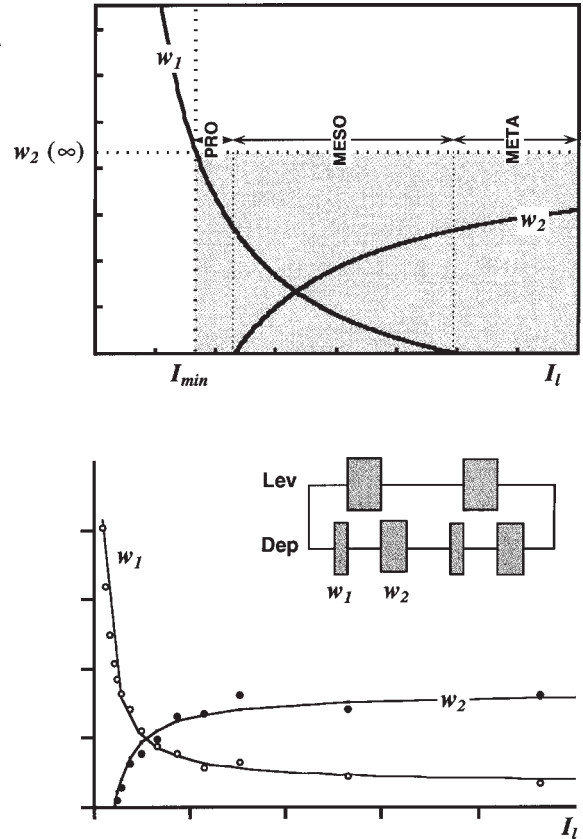 w1
PRO
MESO
META
w2 (∞)
w2
Imin
Il
Lev
Dep
w1 w2
w1
w2
Il